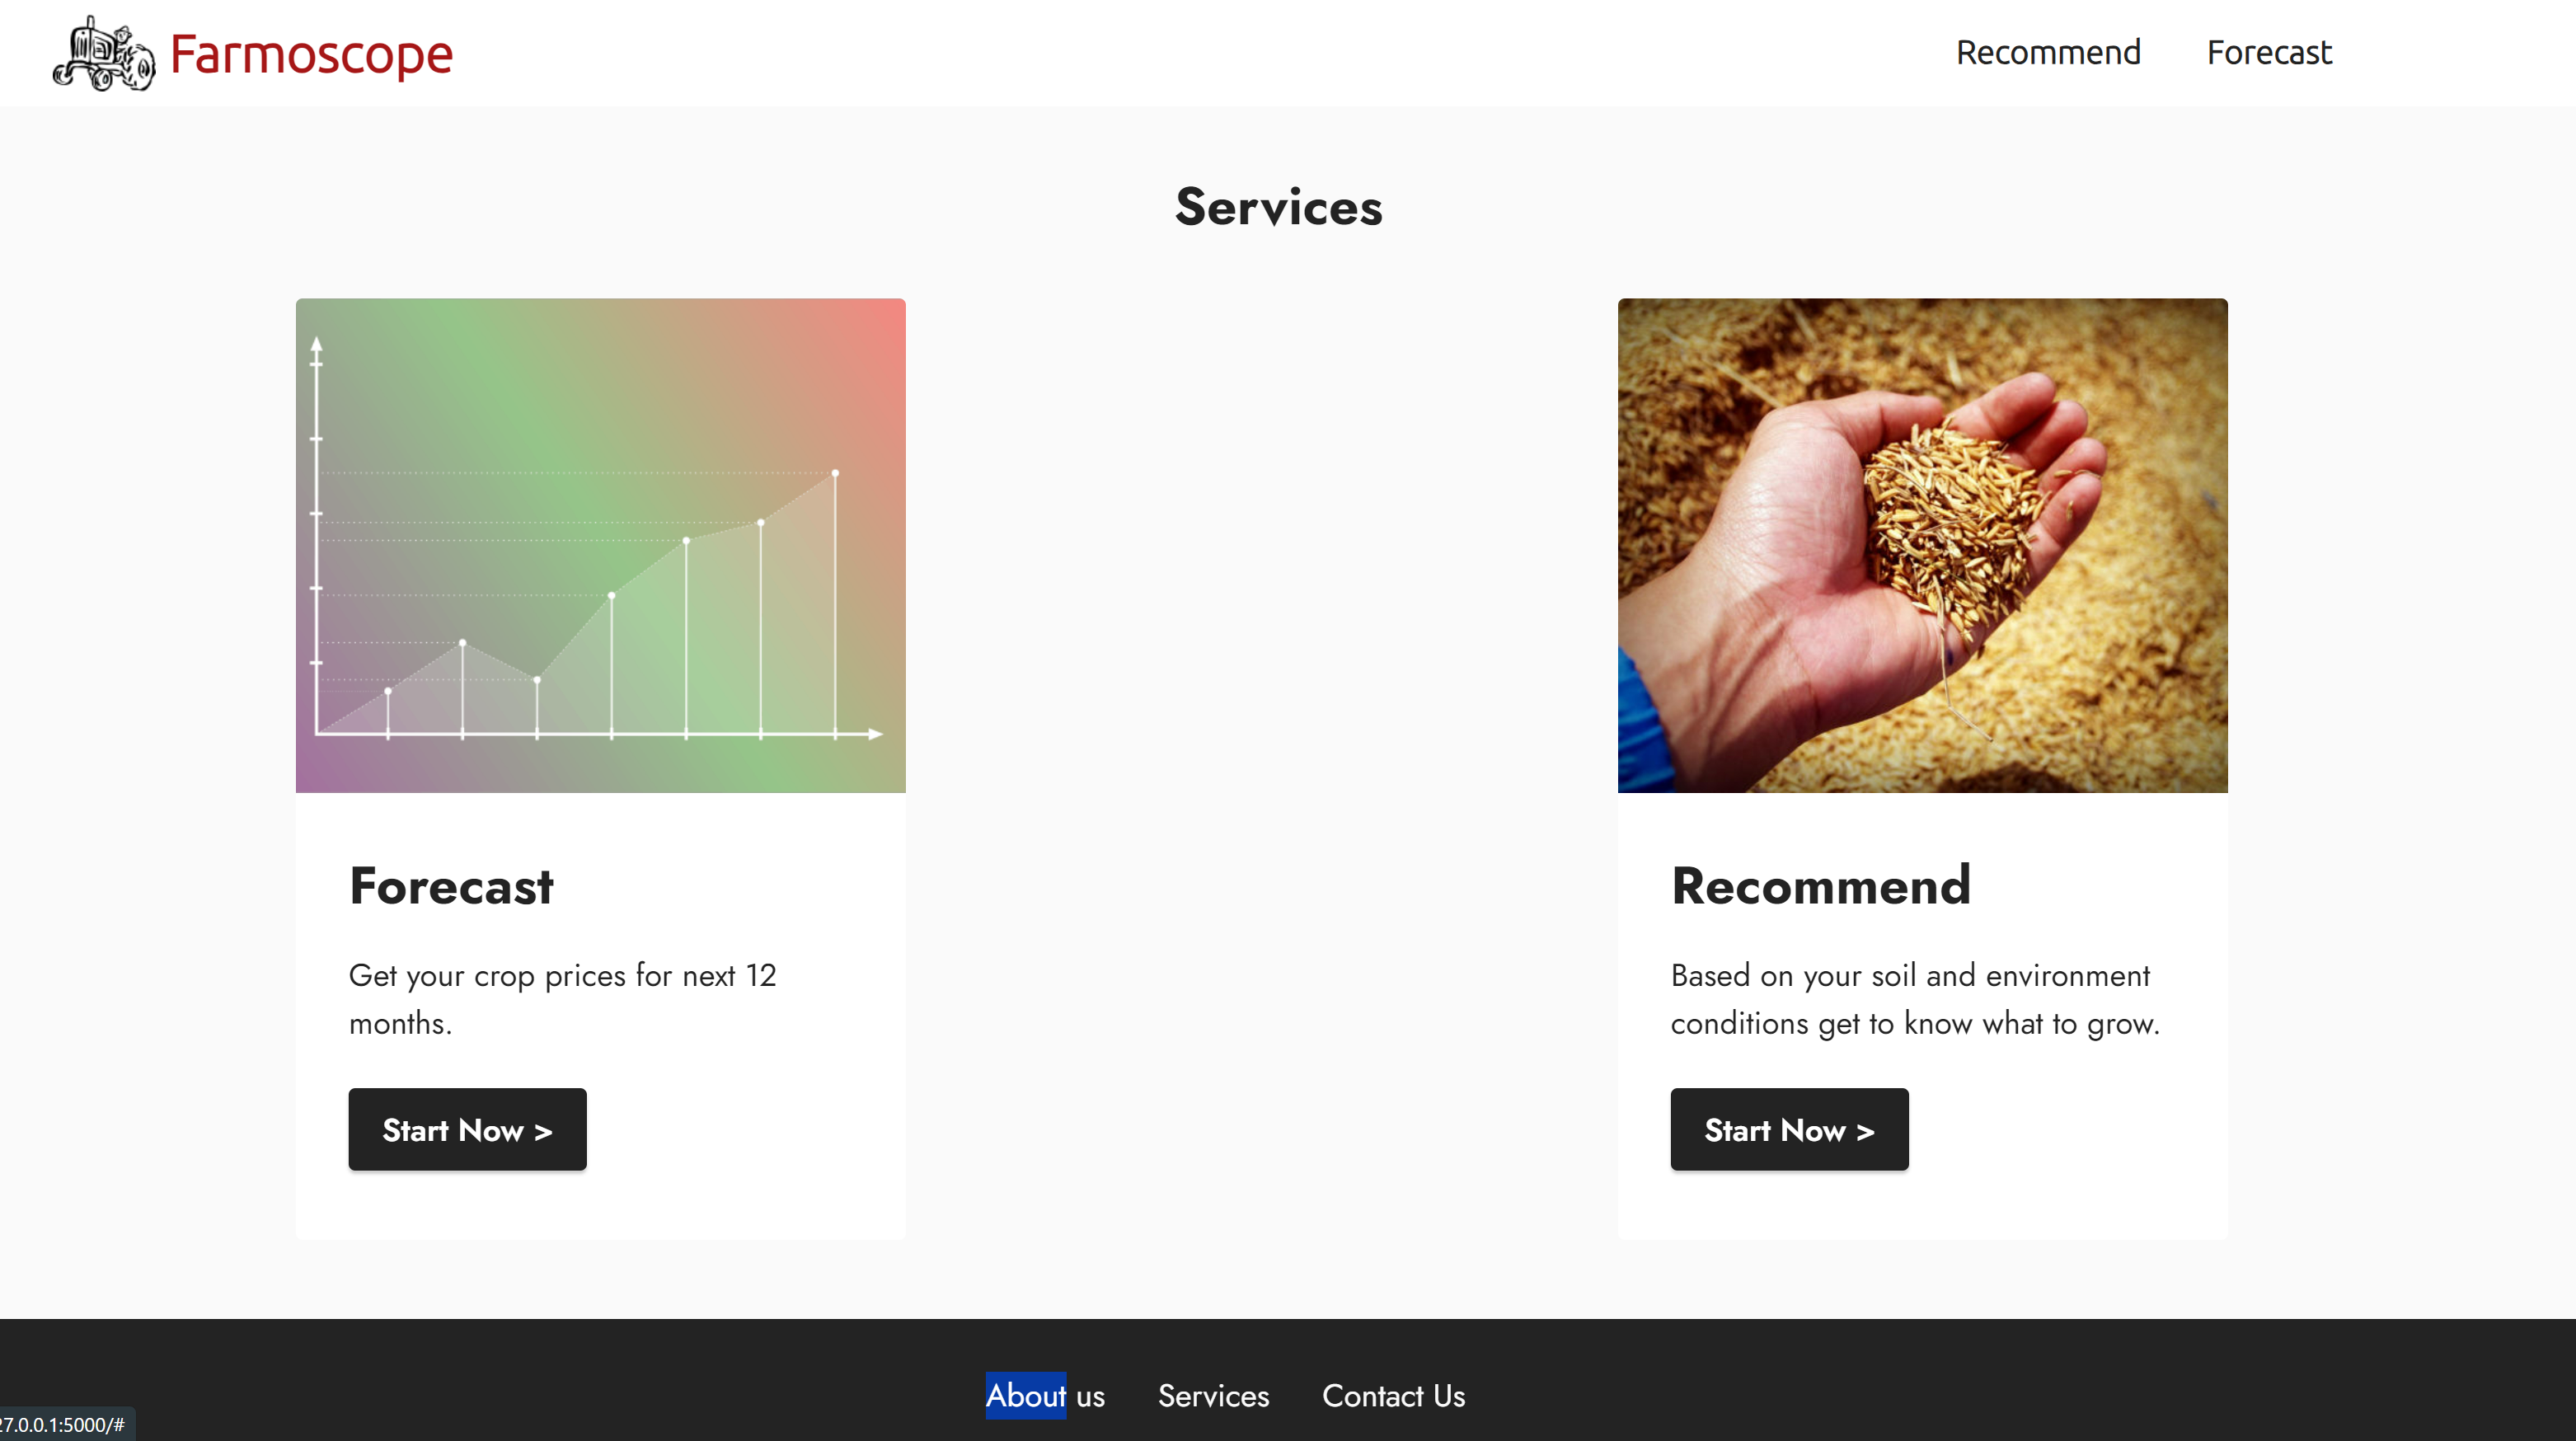 Farmoscope
Recommend Forecast
Services
Forecast
Get your crop prices for next 12
months.
Start Now >
Recommend
Based on your soil and environment
conditions get to know what to grow.
Start Now >
About us Services Contact Us
27.0.0.1:5000/#